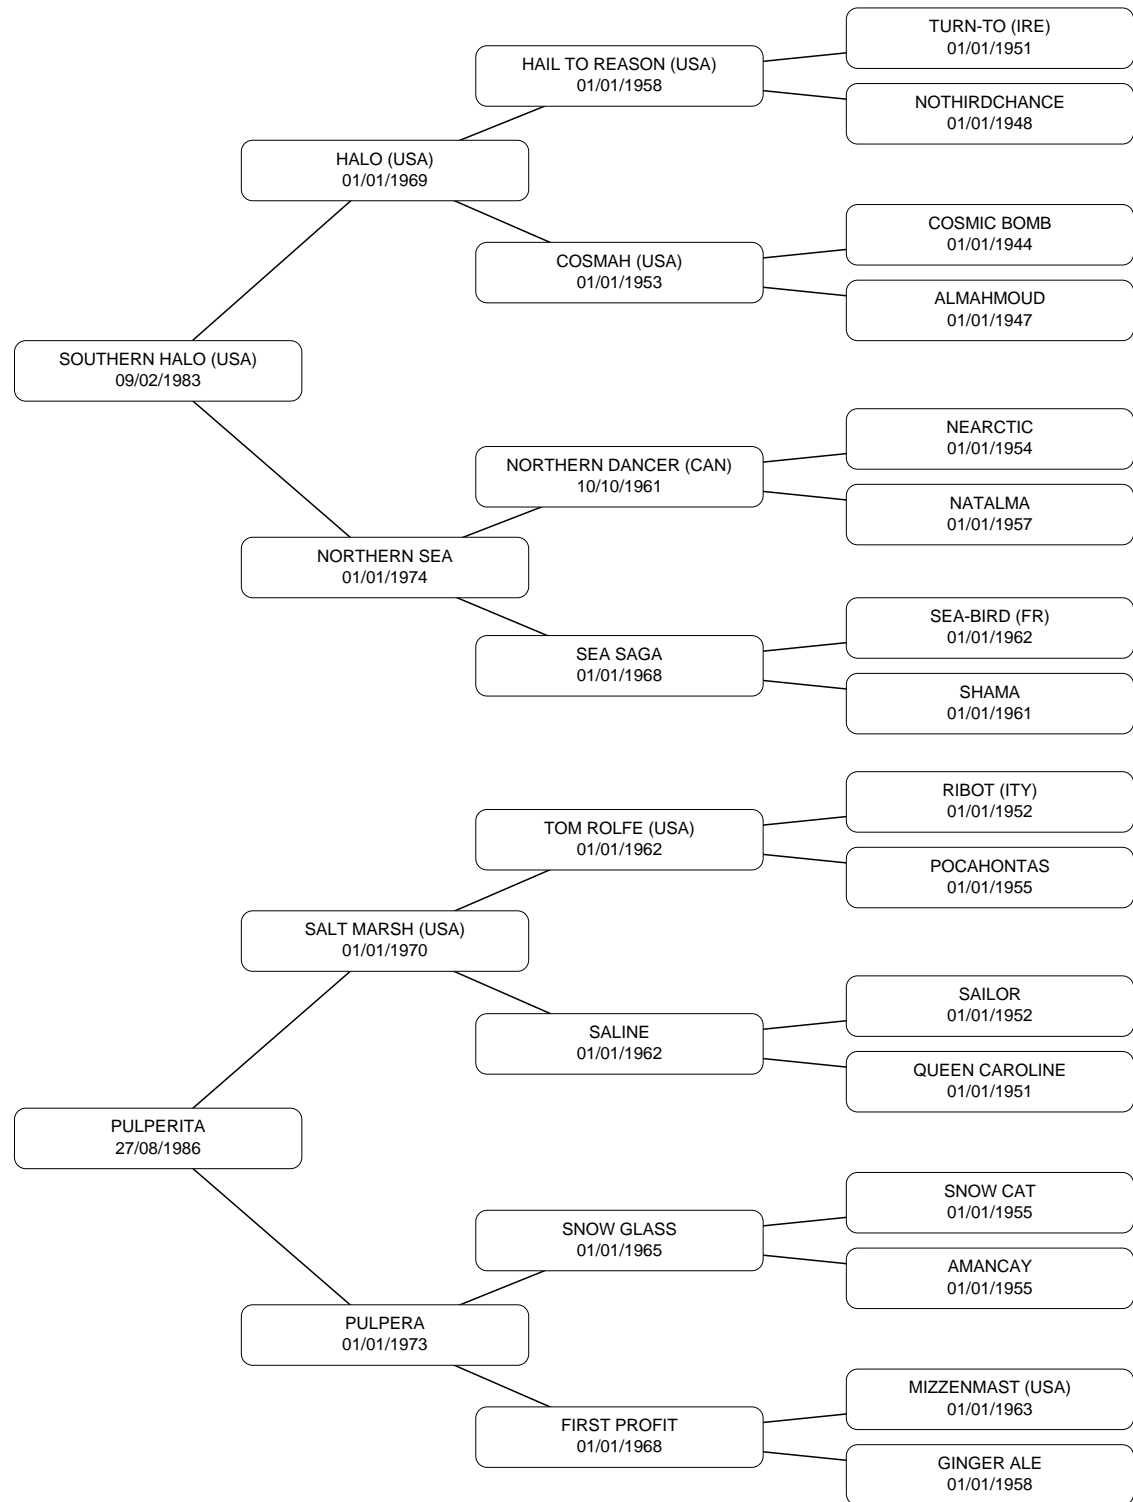 TURN-TO (IRE)
01/01/1951
HAIL TO REASON (USA)
01/01/1958
NOTHIRDCHANCE
01/01/1948
HALO (USA)
01/01/1969
COSMIC BOMB
01/01/1944
COSMAH (USA)
01/01/1953
ALMAHMOUD
01/01/1947
SOUTHERN HALO (USA)
09/02/1983
NEARCTIC
01/01/1954
NORTHERN DANCER (CAN)
10/10/1961
NATALMA
01/01/1957
NORTHERN SEA
01/01/1974
SEA-BIRD (FR)
01/01/1962
SEA SAGA
01/01/1968
SHAMA
01/01/1961
RIBOT (ITY)
01/01/1952
TOM ROLFE (USA)
01/01/1962
POCAHONTAS
01/01/1955
SALT MARSH (USA)
01/01/1970
SAILOR
01/01/1952
SALINE
01/01/1962
QUEEN CAROLINE
01/01/1951
PULPERITA
27/08/1986
SNOW CAT
01/01/1955
SNOW GLASS
01/01/1965
AMANCAY
01/01/1955
PULPERA
01/01/1973
MIZZENMAST (USA)
01/01/1963
FIRST PROFIT
01/01/1968
GINGER ALE
01/01/1958